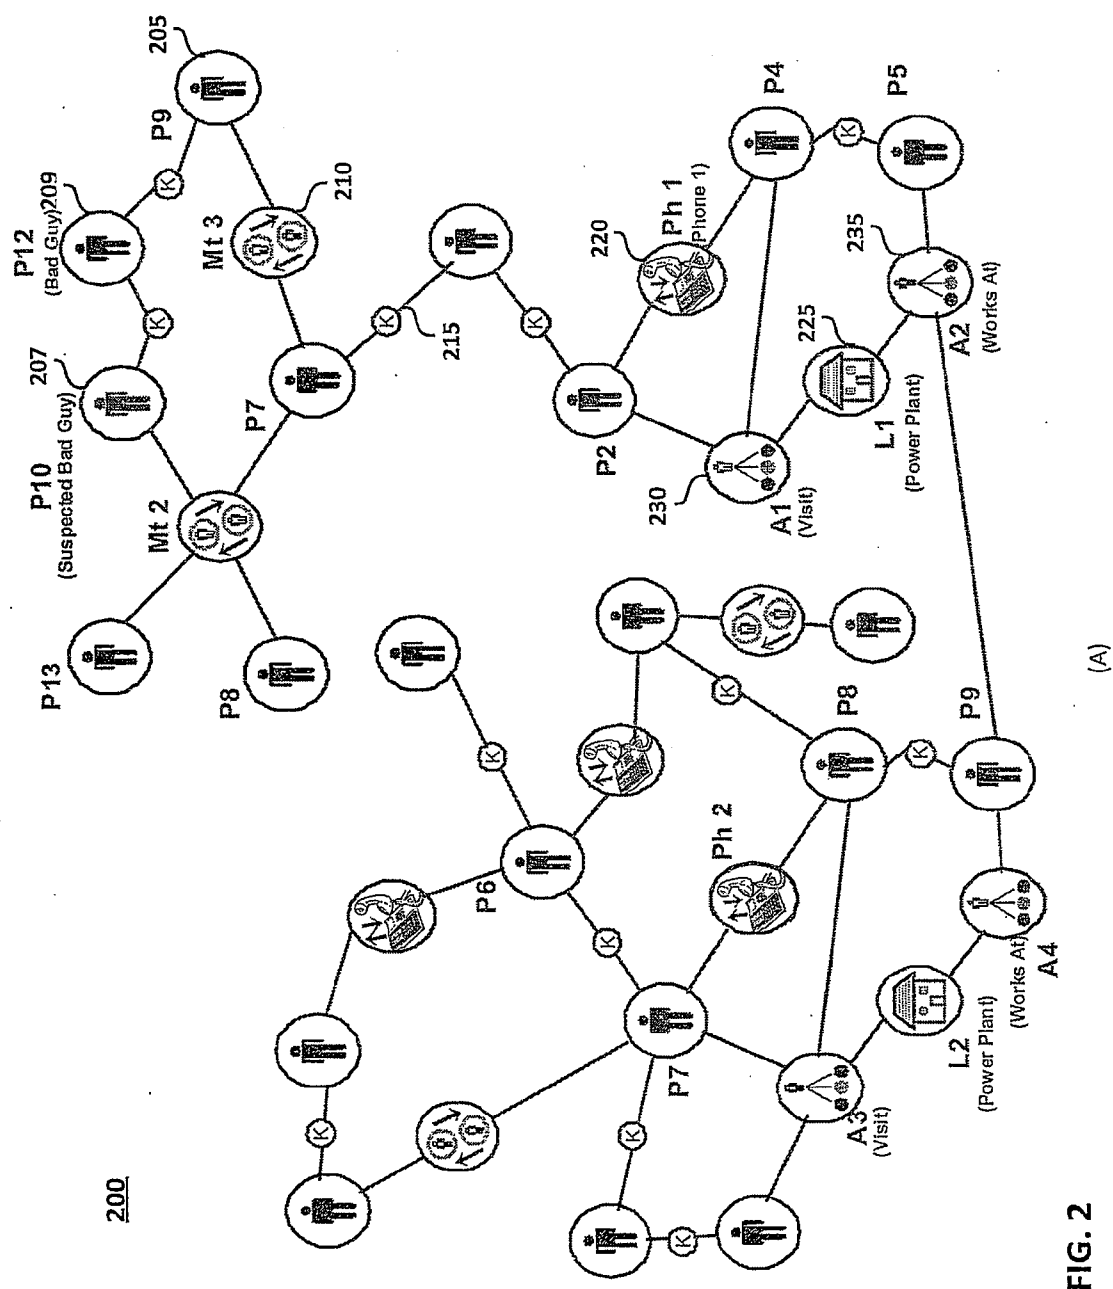 200
P13
P8
Mt 2
P10
(Suspected Bad Guy)
207
K
P12
(Bad Guy)
209
K
P9
205
Mt 3
210
P7
K
215
K
P2
Ph 1
(Phone 1)
220
P4
K
P5
A1
(Visit)
230
L1
(Power Plant)
225
A2
(Works At)
235
K
P6
K
K
P7
Ph 2
P8
K
P9
K
K
A3
(Visit)
L2
(Power Plant)
A4
(Works At)
K
N
N
N
(A)
FIG. 2